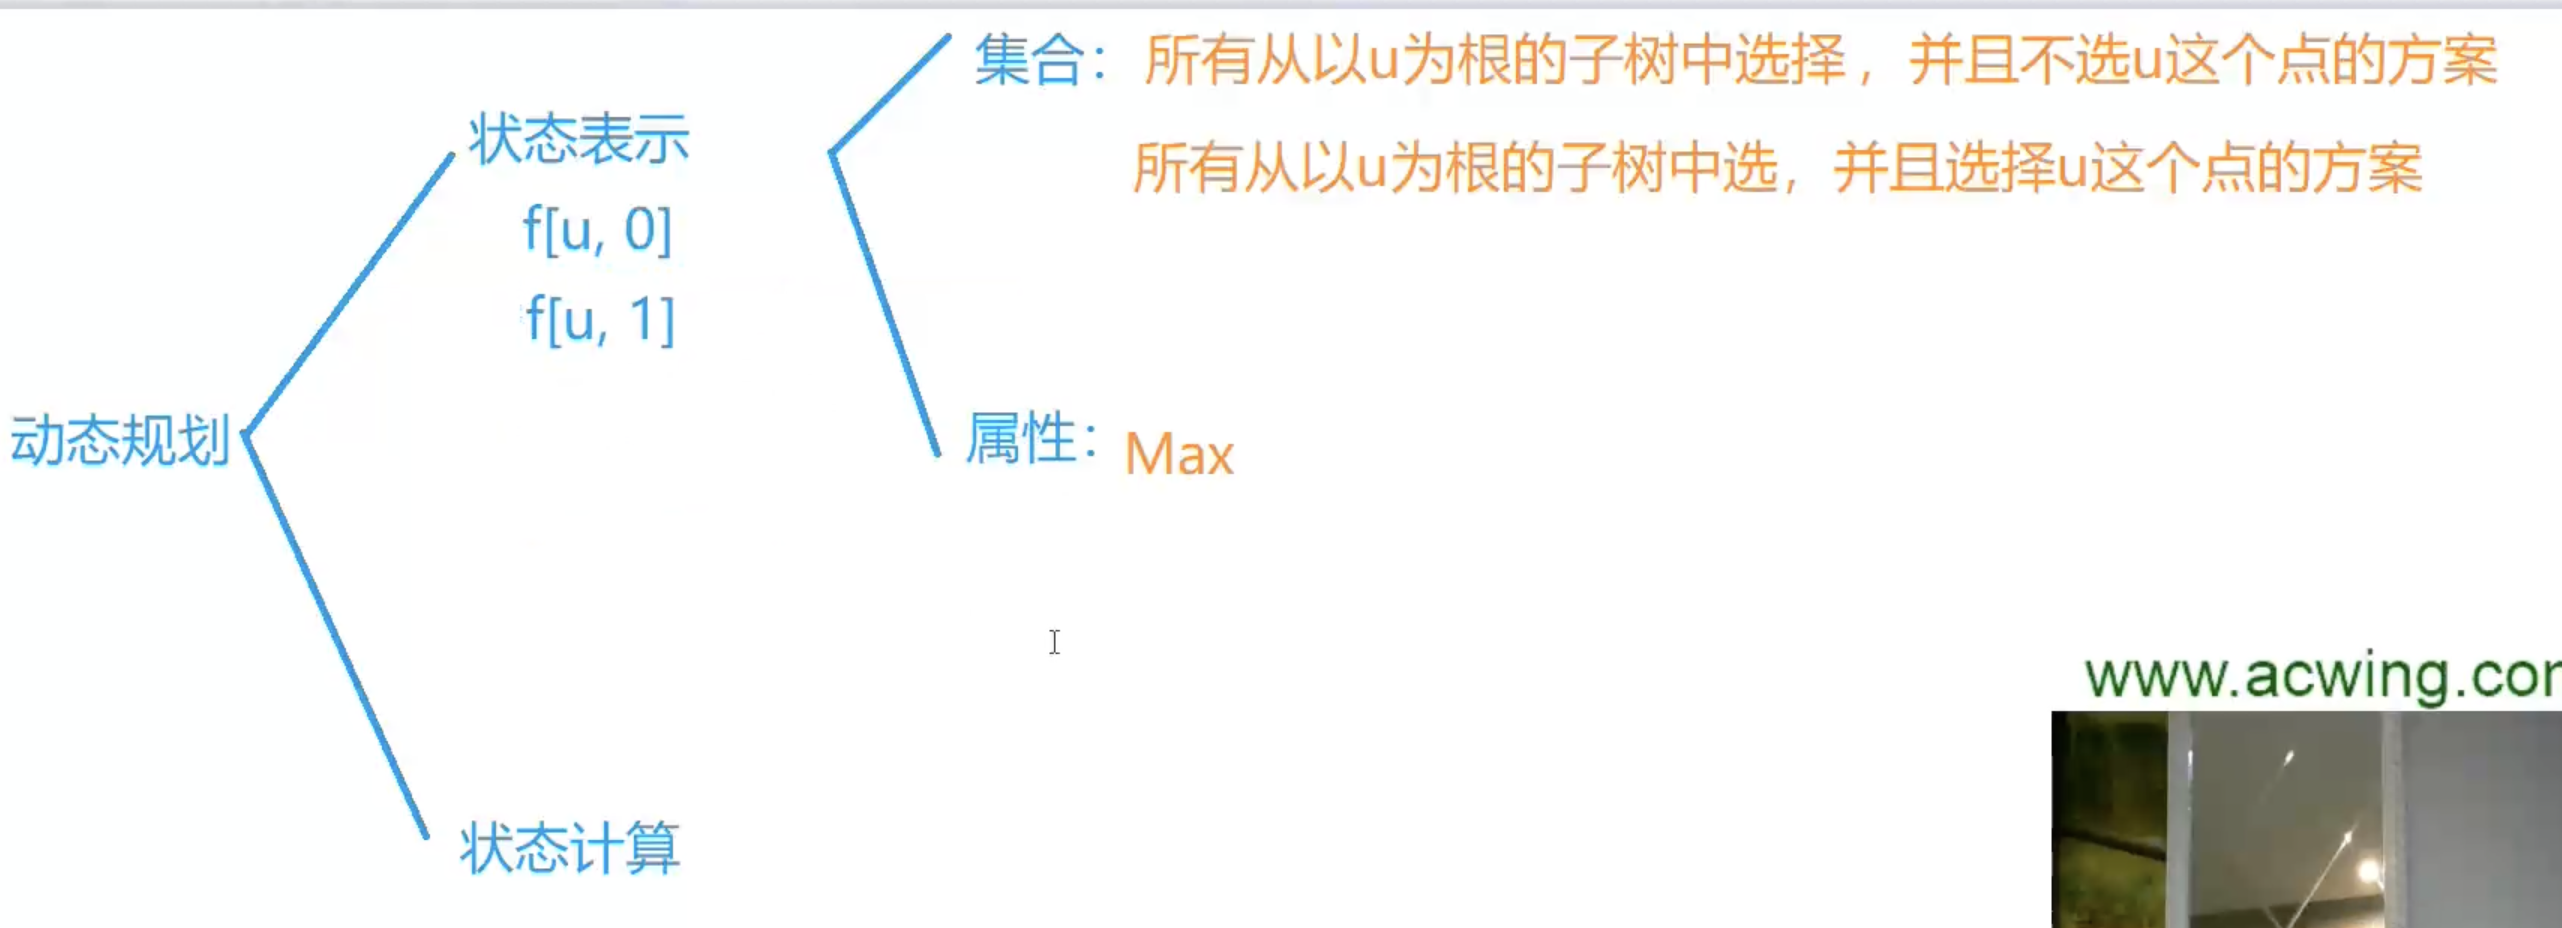 集合：所有从以u为根的子树中选择，并且不选u这个点的方案
所有从以u为根的子树中选，并且选择u这个点的方案
状态表示
f[u, 0]
f[u, 1]
动态规划
属性：Max
状态计算
www.acwing.cor